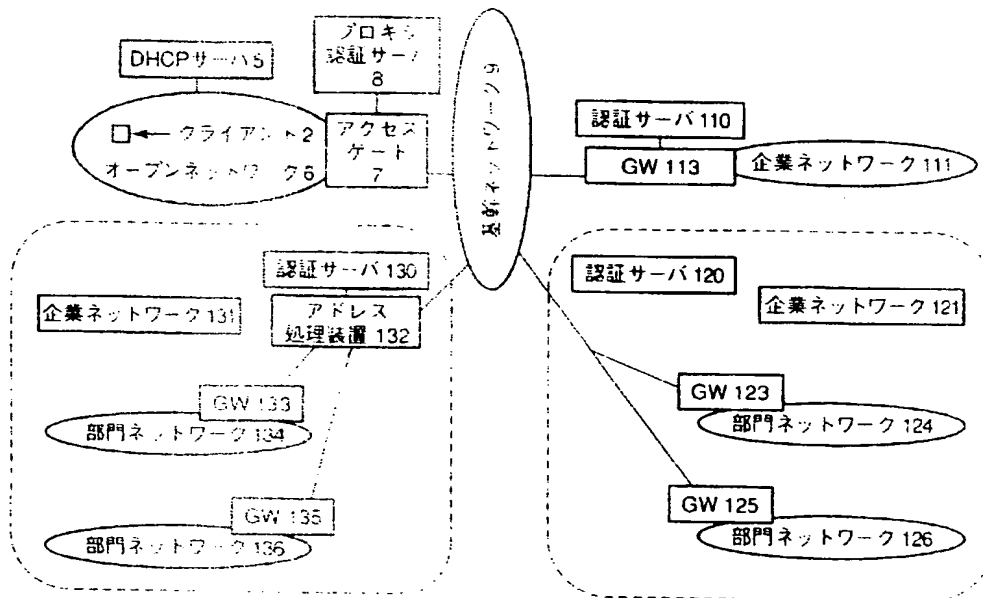 DHCPサーバ5
プロキシ
認証サーバ
8
基幹ネットワーク9
クライアント2
オープンネットワーク6
アクセス
ゲート
7
認証サーバ110
GW 113
企業ネットワーク111
認証サーバ130
企業ネットワーク131
アドレス
処理装置132
GW 133
部門ネットワーク134
GW 135
部門ネットワーク136
認証サーバ120
企業ネットワーク121
GW 123
部門ネットワーク124
GW 125
部門ネットワーク126